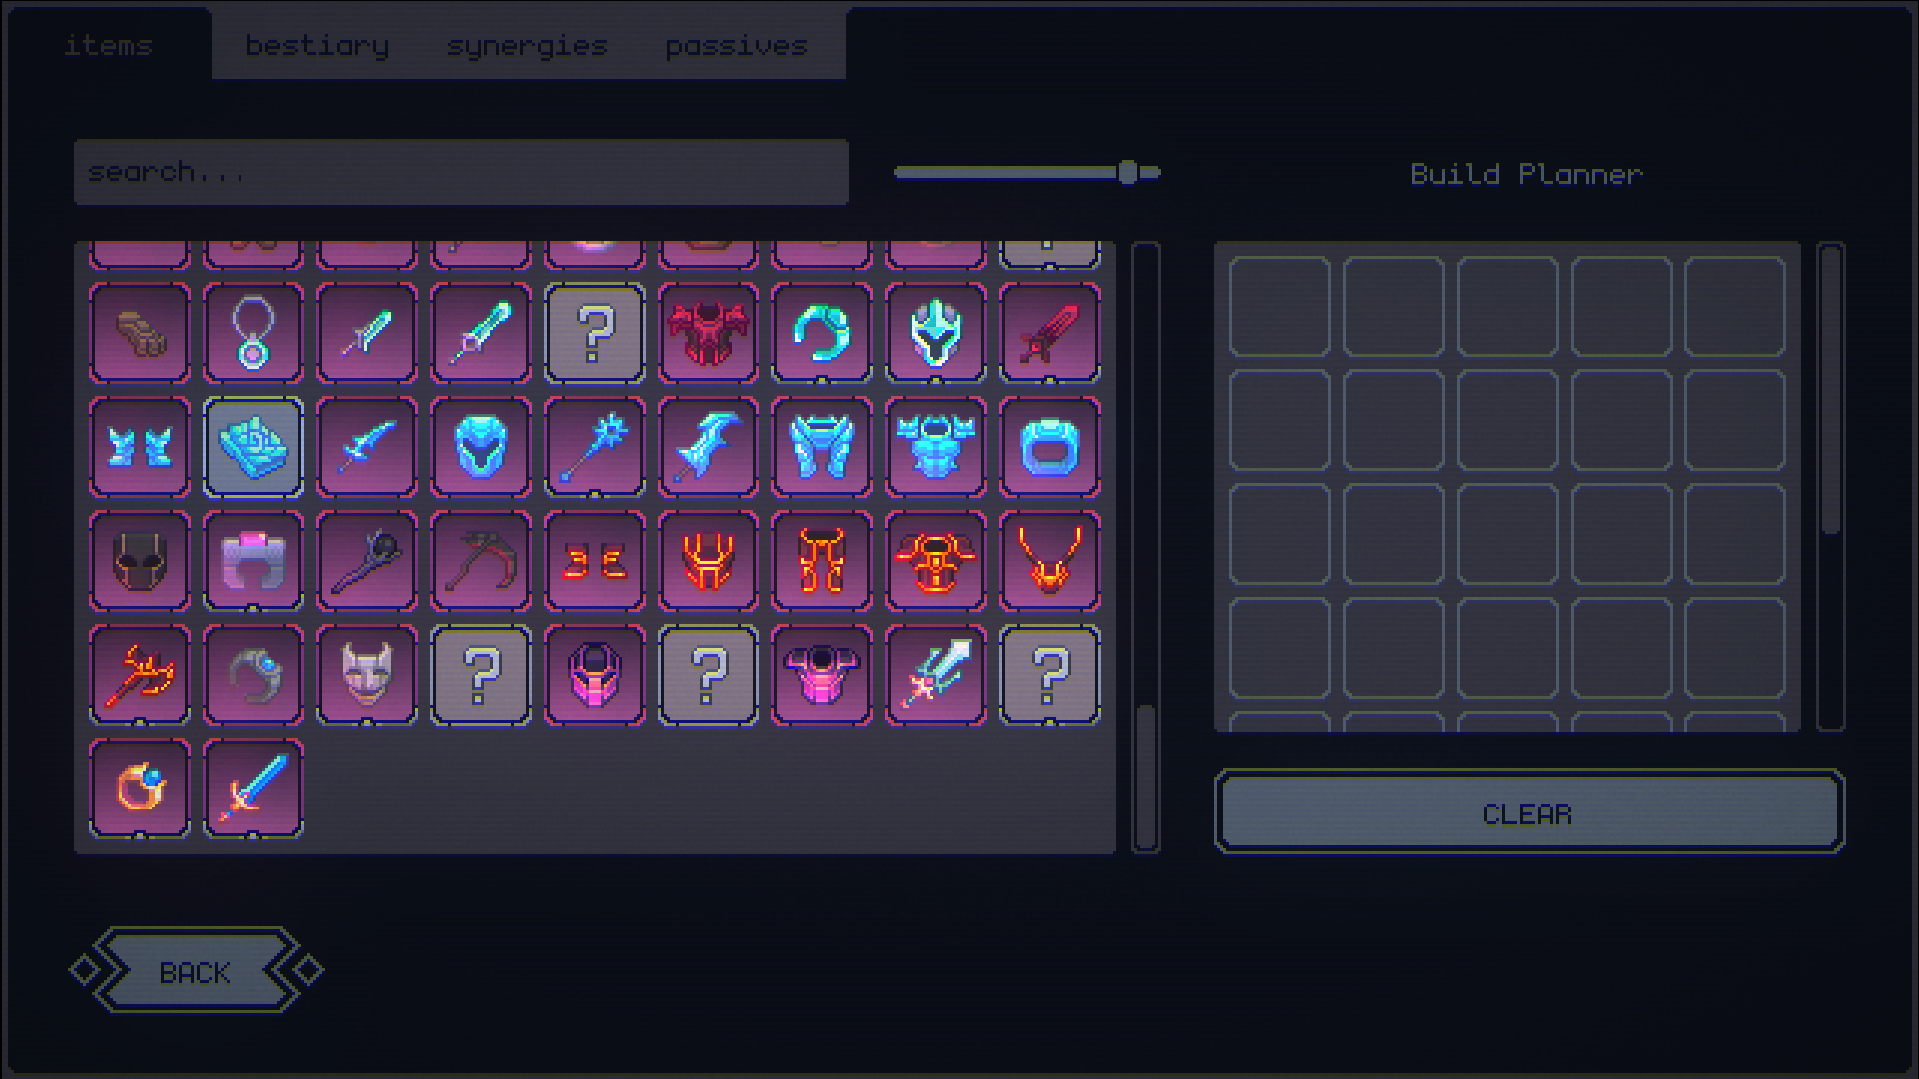 items bestiary synergies passives
search...
Build Planner
?
?
? ? ?
CLEAR
BACK